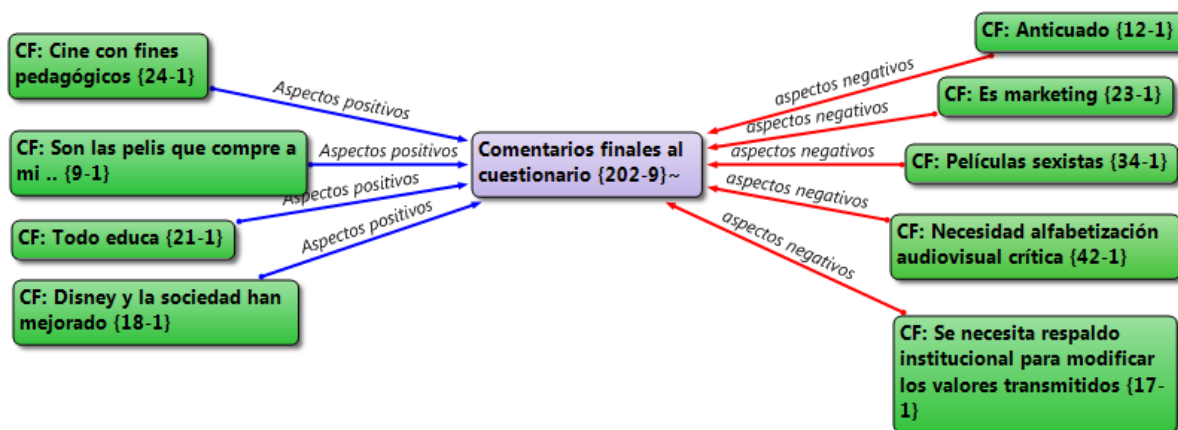 CF: Cine con fines
pedagógicos {24-1}
Aspectos positivos
CF: Son las pelis que compre a
mi .. {9-1}
Aspectos positivos
CF: Todo educa {21-1}
Aspectos positivos
CF: Disney y la sociedad han
mejorado {18-1}
Aspectos positivos
Comentarios finales al
cuestionario {202-9}~
CF: Anticuado {12-1}
aspectos negativos
CF: Es marketing {23-1}
aspectos negativos
CF: Películas sexistas {34-1}
aspectos negativos
CF: Necesidad alfabetización
audiovisual crítica {42-1}
aspectos negativos
CF: Se necesita respaldo
institucional para modificar
los valores transmitidos {17-
1}
aspectos negativos